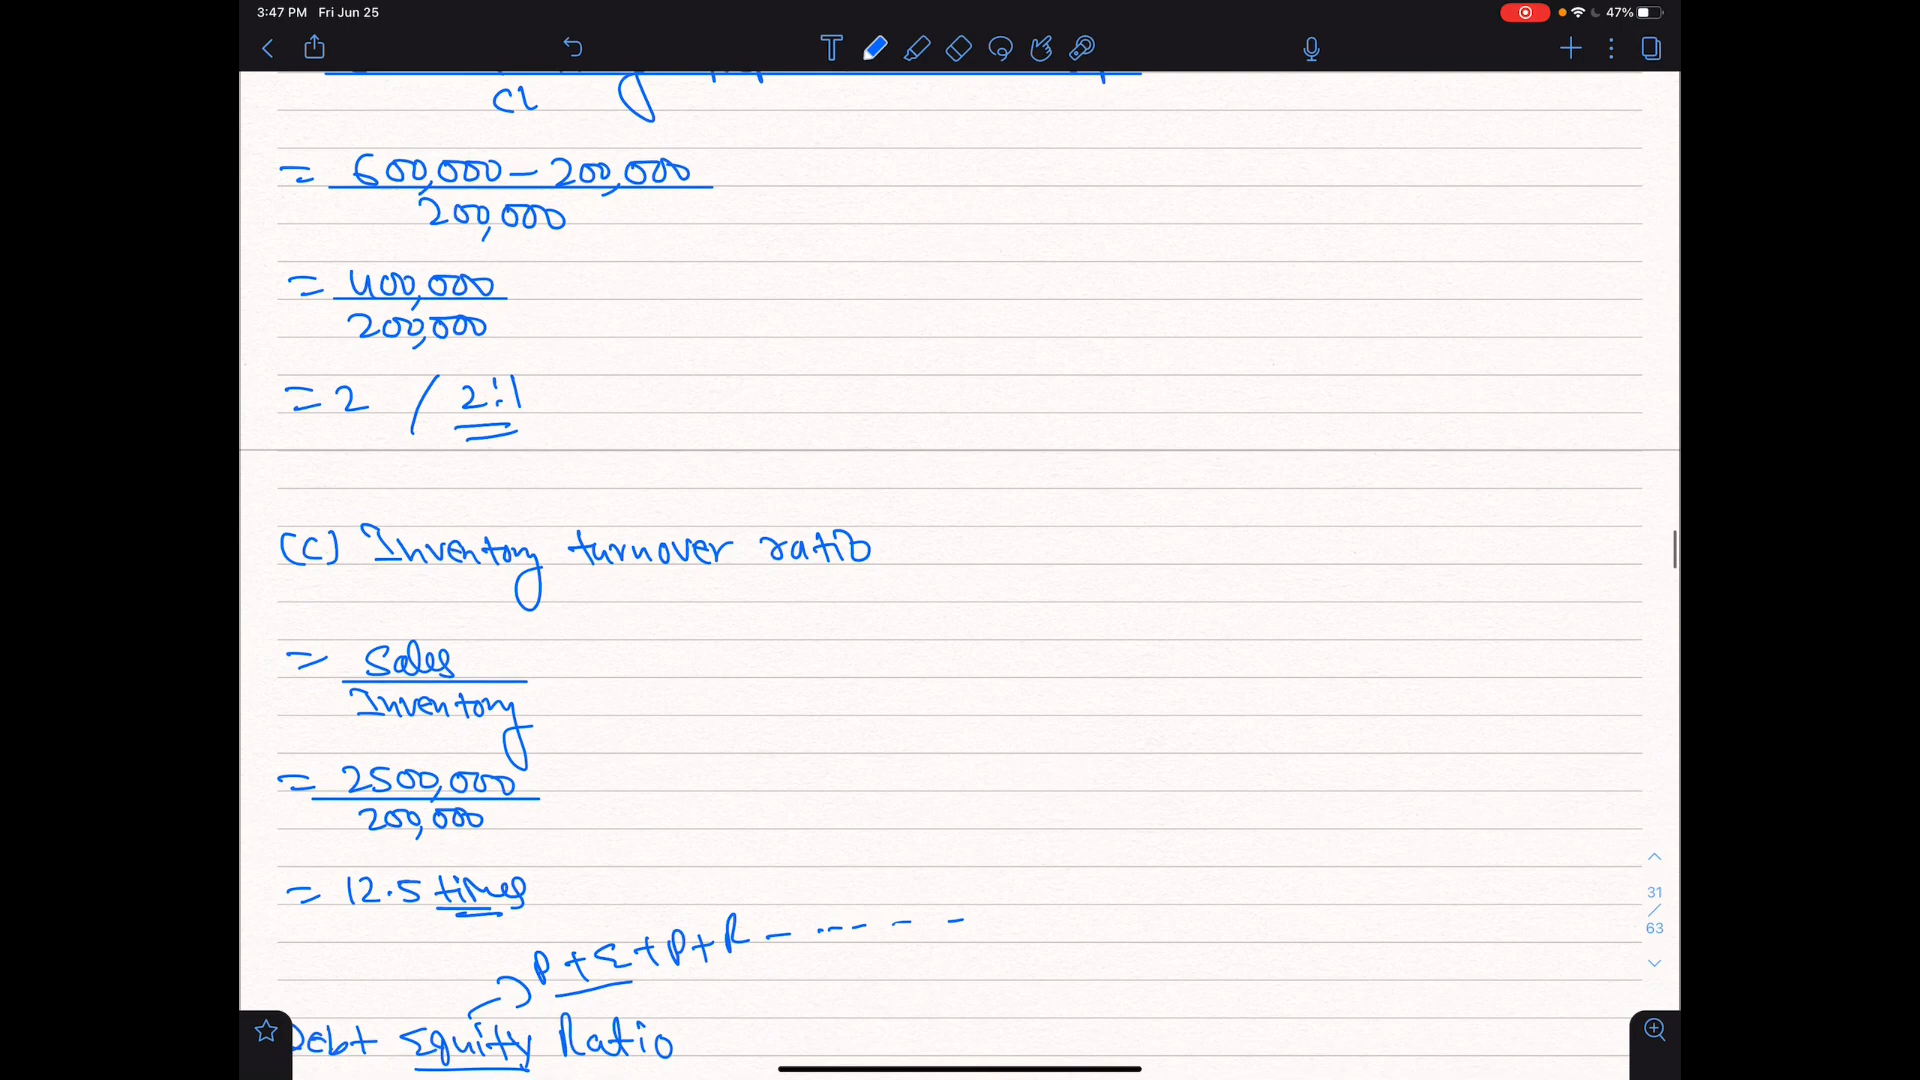 3:47 PM Fri Jun 25
47%
CL
= 600,000 - 200,000
200,000
= 400,000
200,000
= 2 / 2:1
(C) Inventory turnover ratio
= Sales
Inventory
= 2500,000
200,000
= 12.5 times
31
/
63
P + E + P + R - --- - -
Debt Equity Ratio